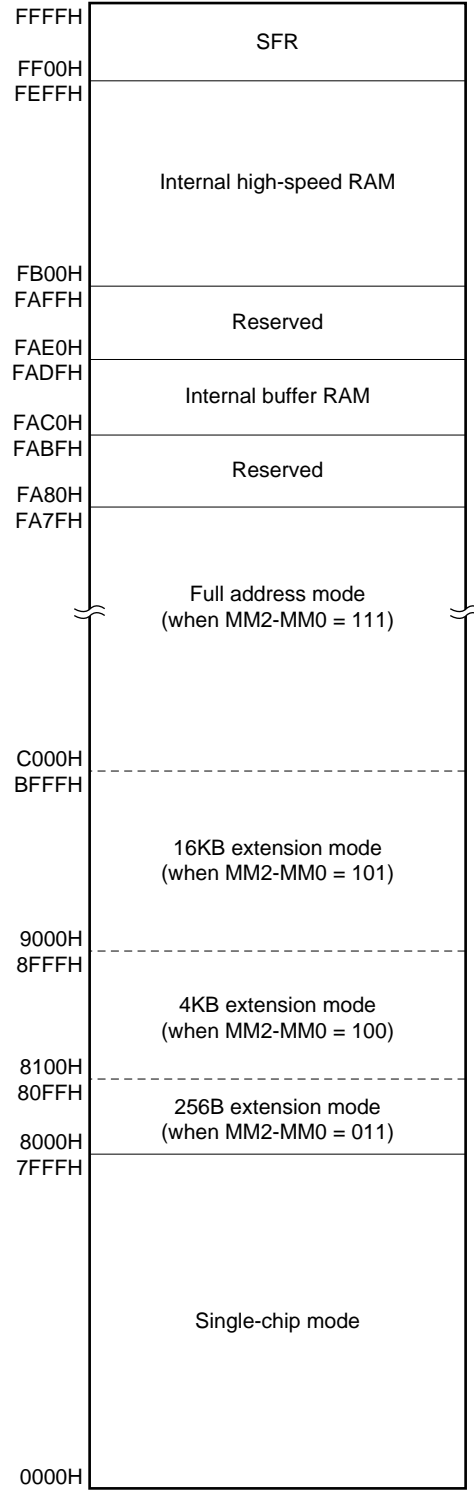 FFFFH
SFR
FF00H
FEFFH
Internal high-speed RAM
FB00H
FAFFH
Reserved
FAE0H
FADFH
Internal buffer RAM
FAC0H
FABFH
Reserved
FA80H
FA7FH
Full address mode
(when MM2-MM0 = 111)
C000H
BFFFH
16KB extension mode
(when MM2-MM0 = 101)
9000H
8FFFH
4KB extension mode
(when MM2-MM0 = 100)
8100H
80FFH
256B extension mode
(when MM2-MM0 = 011)
8000H
7FFFH
Single-chip mode
0000H